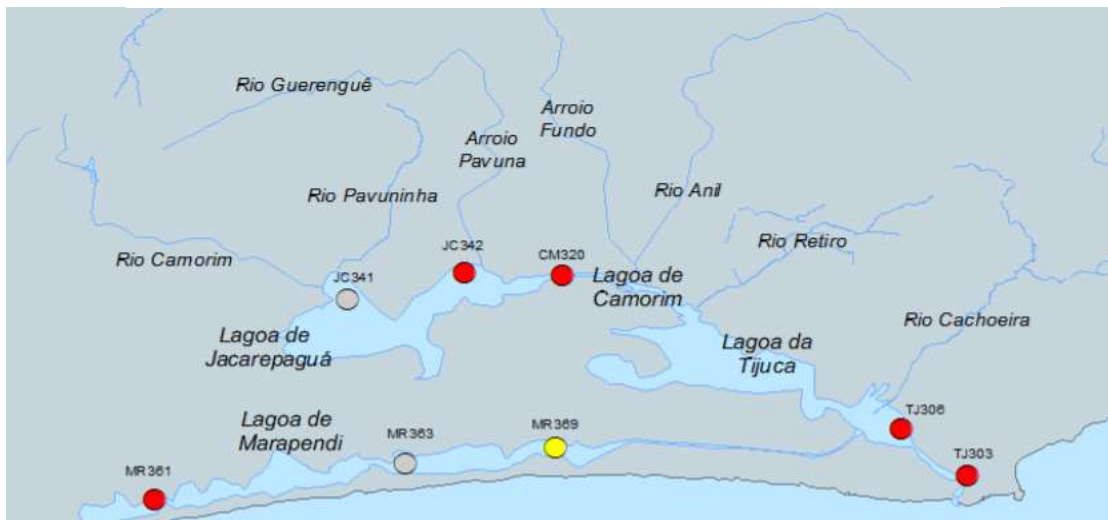 Rio Guerenguê
Arroio
Fundo
Arroio
Pavuna
Rio Pavuninha
Rio Anil
Rio Retiro
Rio Camorim
JC342
CM320
JC341
Lagoa de
Camorim
Rio Cachoeira
Lagoa de
Jacarepaguá
Lagoa da
Tijuca
Lagoa de
Marapendi
MR369
TJ306
MR363
TJ303
MR361